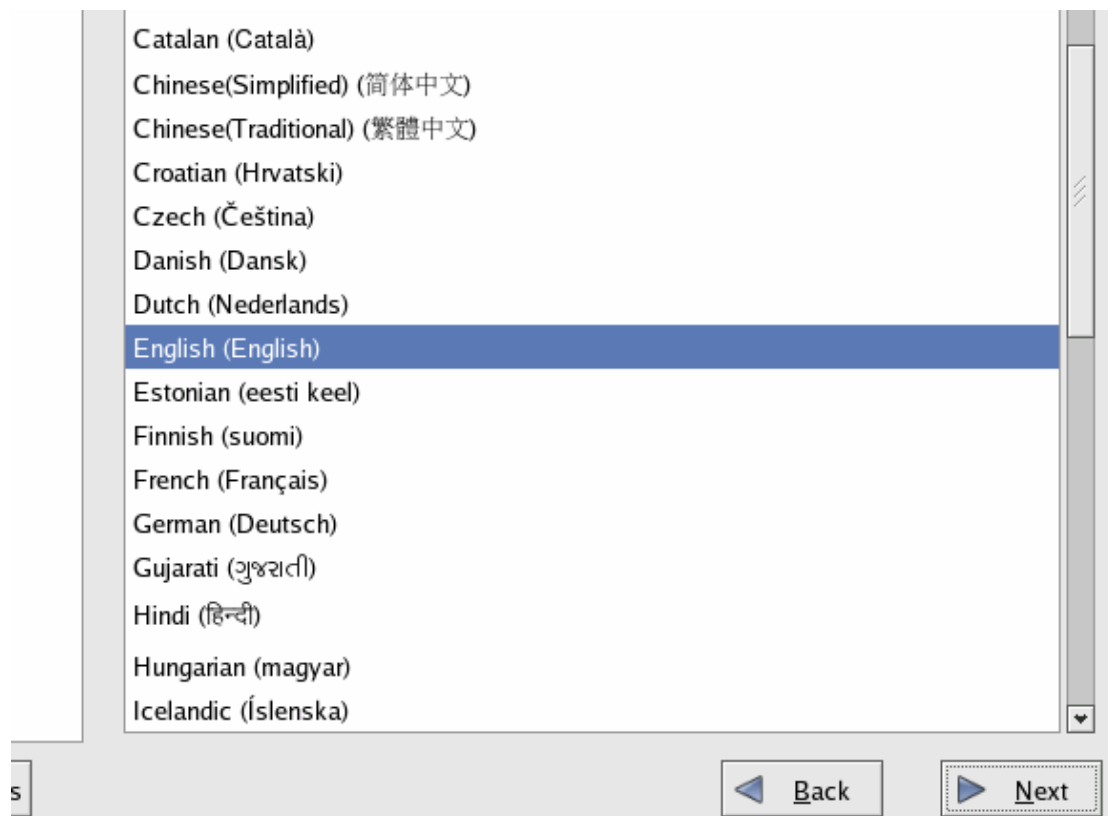 Catalan (Català)
Chinese(Simplified) (简体中文)
Chinese(Traditional) (繁體中文)
Croatian (Hrvatski)
Czech (Čeština)
Danish (Dansk)
Dutch (Nederlands)
English (English)
Estonian (eesti keel)
Finnish (suomi)
French (Français)
German (Deutsch)
Gujarati (ગુજરાતી)
Hindi (हिन्दी)
Hungarian (magyar)
Icelandic (Íslenska)
s
Back
Next